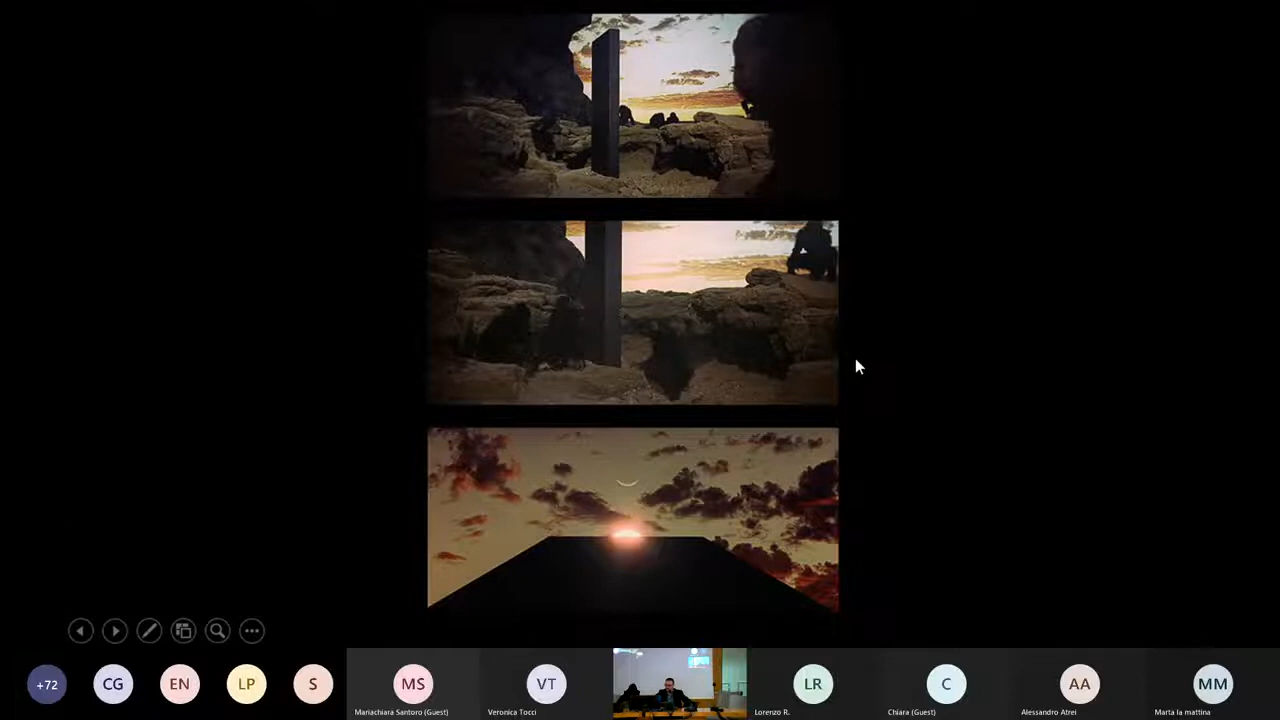 +72
CG
EN
LP
S
MS
VT
LR
C
AA
MM
Mariachiara Santoro (Guest)
Veronica Tocci
Lorenzo R.
Chiara (Guest)
Alessandro Atrei
Marta la mattina